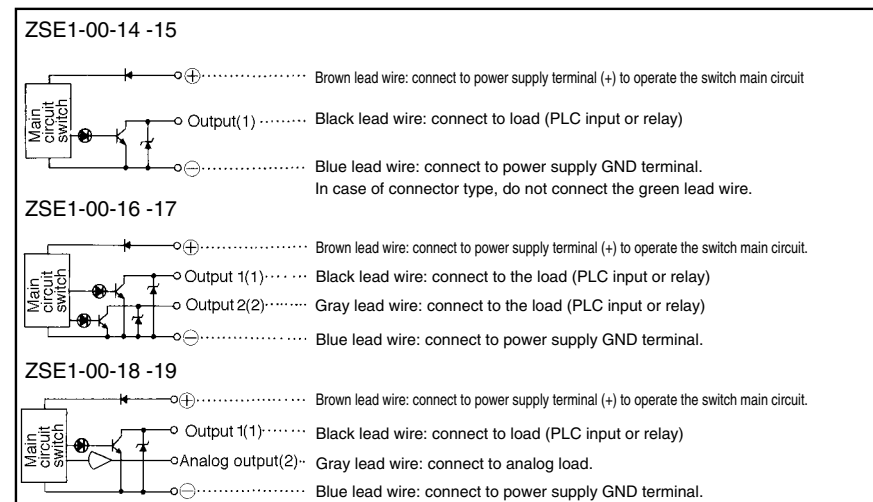 ZSE1-00-14 -15
Main circuit switch
⊕ Brown lead wire: connect to power supply terminal (+) to operate the switch main circuit
Output(1) Black lead wire: connect to load (PLC input or relay)
⊖ Blue lead wire: connect to power supply GND terminal.
In case of connector type, do not connect the green lead wire.
ZSE1-00-16 -17
Main circuit switch
⊕ Brown lead wire: connect to power supply terminal (+) to operate the switch main circuit.
Output 1(1) Black lead wire: connect to the load (PLC input or relay)
Output 2(2) Gray lead wire: connect to the load (PLC input or relay)
⊖ Blue lead wire: connect to power supply GND terminal.
ZSE1-00-18 -19
Main circuit switch
⊕ Brown lead wire: connect to power supply terminal (+) to operate the switch main circuit.
Output 1(1) Black lead wire: connect to load (PLC input or relay)
Analog output(2) Gray lead wire: connect to analog load.
⊖ Blue lead wire: connect to power supply GND terminal.